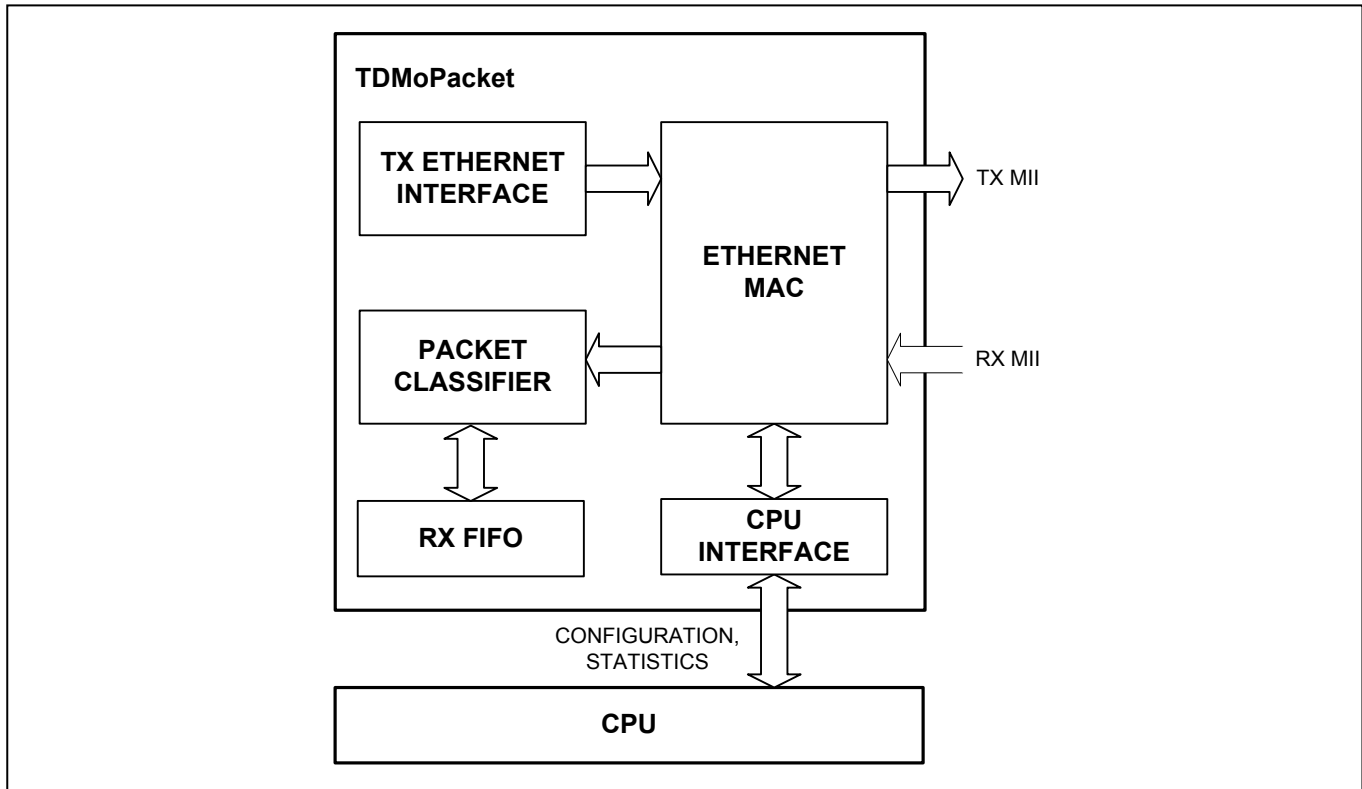 TDMoPacket
TX ETHERNET
INTERFACE
ETHERNET
MAC
TX MII
PACKET
CLASSIFIER
RX MII
RX FIFO
CPU
INTERFACE
CONFIGURATION,
STATISTICS
CPU